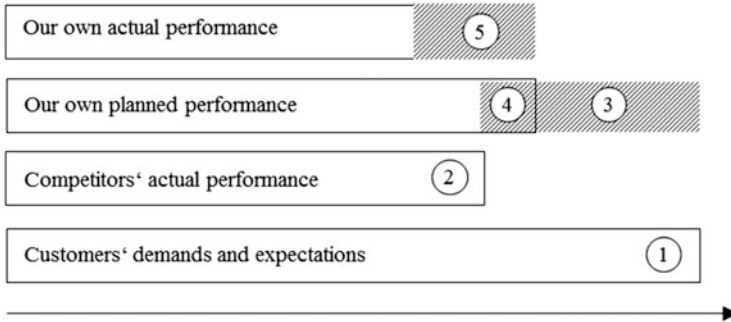 Our own actual performance 5
Our own planned performance 4 3
Competitors‘ actual performance 2
Customers‘ demands and expectations 1